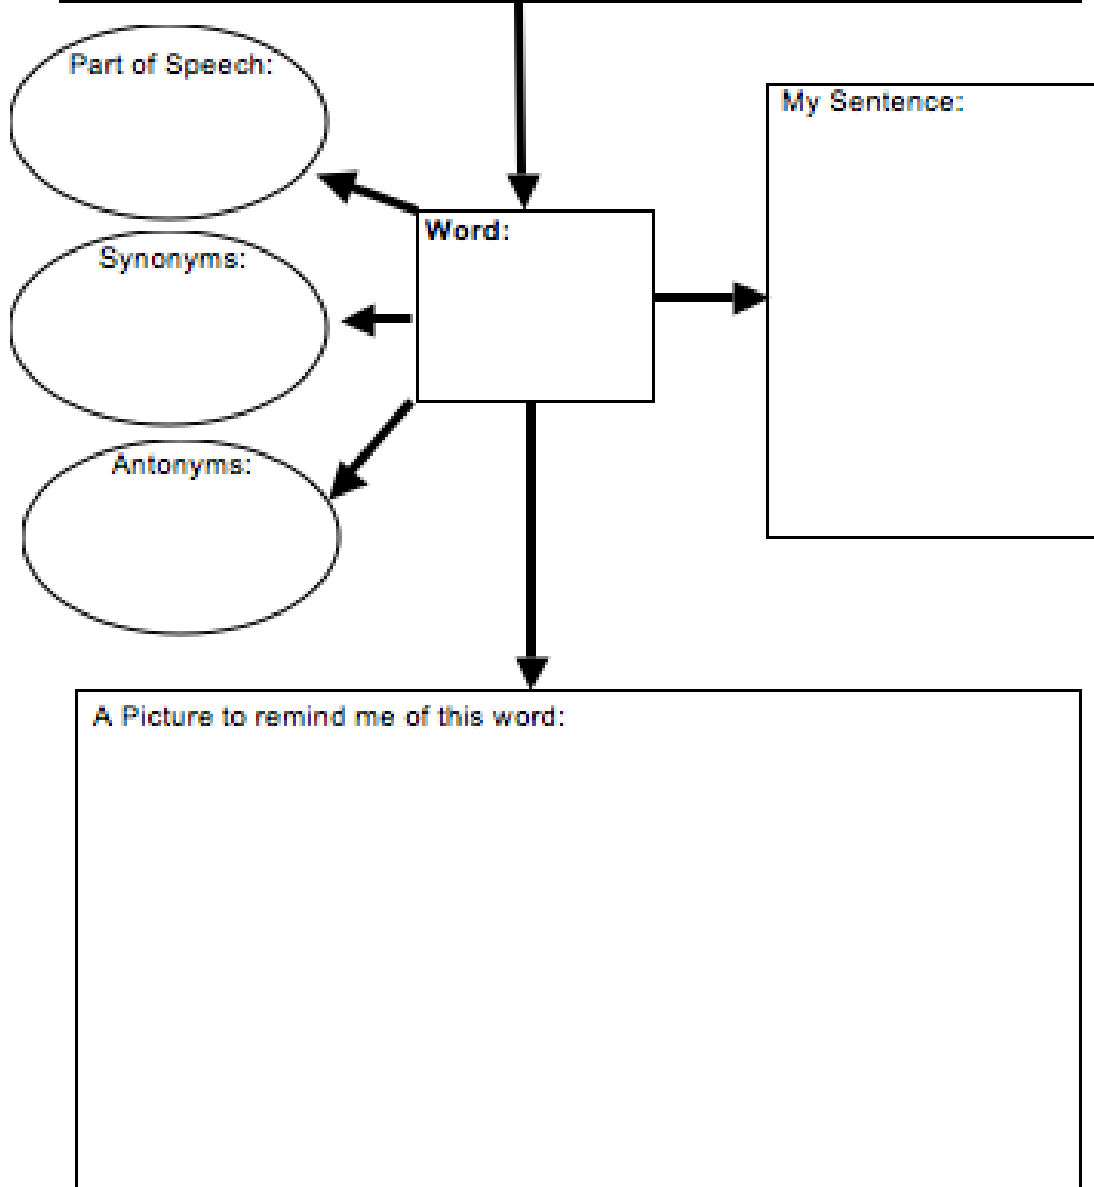 Part of Speech:
My Sentence:
Word:
Synonyms:
Antonyms:
A Picture to remind me of this word: